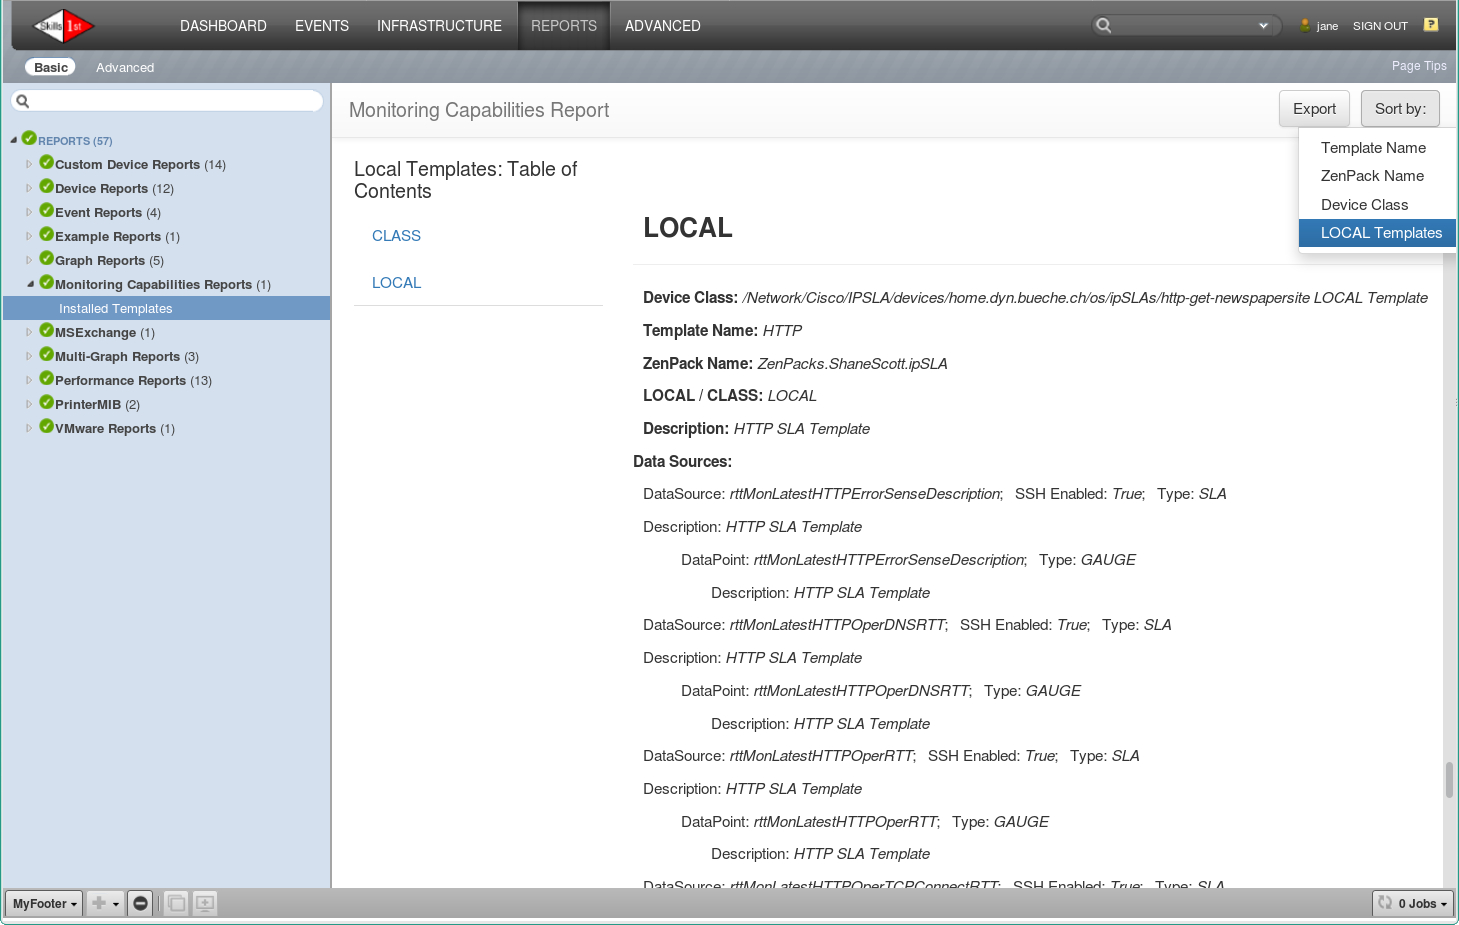 Skills 1st
DASHBOARD EVENTS INFRASTRUCTURE REPORTS ADVANCED
jane SIGN OUT ?
Basic Advanced Page Tips
Monitoring Capabilities Report Export Sort by:
Template Name
ZenPack Name
Device Class
LOCAL Templates
REPORTS (57)
Custom Device Reports (14)
Device Reports (12)
Event Reports (4)
Example Reports (1)
Graph Reports (5)
Monitoring Capabilities Reports (1)
Installed Templates
MSExchange (1)
Multi-Graph Reports (3)
Performance Reports (13)
PrinterMIB (2)
VMware Reports (1)
Local Templates: Table of
Contents
CLASS
LOCAL
LOCAL
Device Class: /Network/Cisco/IPSLA/devices/home.dyn.bueche.ch/os/ipSLAs/http-get-newspapersite LOCAL Template
Template Name: HTTP
ZenPack Name: ZenPacks.ShaneScott.ipSLA
LOCAL / CLASS: LOCAL
Description: HTTP SLA Template
Data Sources:
DataSource: rttMonLatestHTTPErrorSenseDescription; SSH Enabled: True; Type: SLA
Description: HTTP SLA Template
DataPoint: rttMonLatestHTTPErrorSenseDescription; Type: GAUGE
Description: HTTP SLA Template
DataSource: rttMonLatestHTTPOperDNSRTT; SSH Enabled: True; Type: SLA
Description: HTTP SLA Template
DataPoint: rttMonLatestHTTPOperDNSRTT; Type: GAUGE
Description: HTTP SLA Template
DataSource: rttMonLatestHTTPOperRTT; SSH Enabled: True; Type: SLA
Description: HTTP SLA Template
DataPoint: rttMonLatestHTTPOperRTT; Type: GAUGE
Description: HTTP SLA Template
DataSource: rttMonLatestHTTPOperTCPConnectRTT; SSH Enabled: True; Type: SLA
MyFooter 0 Jobs